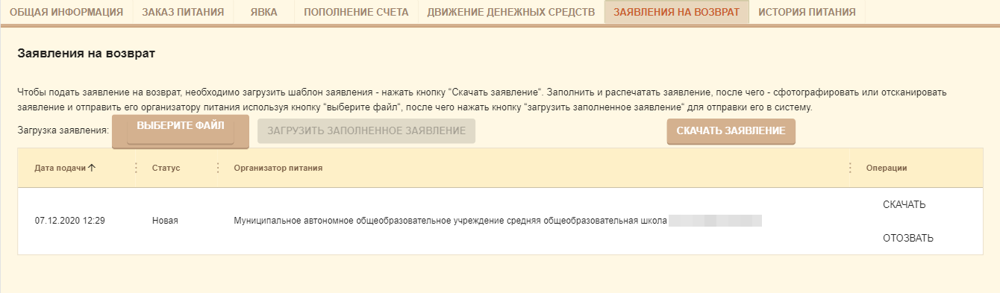 ОБЩАЯ ИНФОРМАЦИЯ ЗАКАЗ ПИТАНИЯ ЯВКА ПОПОЛНЕНИЕ СЧЕТА ДВИЖЕНИЕ ДЕНЕЖНЫХ СРЕДСТВ ЗАЯВЛЕНИЯ НА ВОЗВРАТ ИСТОРИЯ ПИТАНИЯ
Заявления на возврат
Чтобы подать заявление на возврат, необходимо загрузить шаблон заявления - нажать кнопку “Скачать заявление“. Заполнить и распечатать заявление, после чего - сфотографировать или отсканировать
заявление и отправить его организатору питания используя кнопку “выберите файл“, после чего нажать кнопку “загрузить заполненное заявление“ для отправки его в систему.
Загрузка заявления: ВЫБЕРИТЕ ФАЙЛ ЗАГРУЗИТЬ ЗАПОЛНЕННОЕ ЗАЯВЛЕНИЕ СКАЧАТЬ ЗАЯВЛЕНИЕ
Дата подачи Статус Организатор питания Операции
СКАЧАТЬ
07.12.2020 12:29 Новая Муниципальное автономное общеобразовательное учреждение средняя общеобразовательная школа
ОТОЗВАТЬ